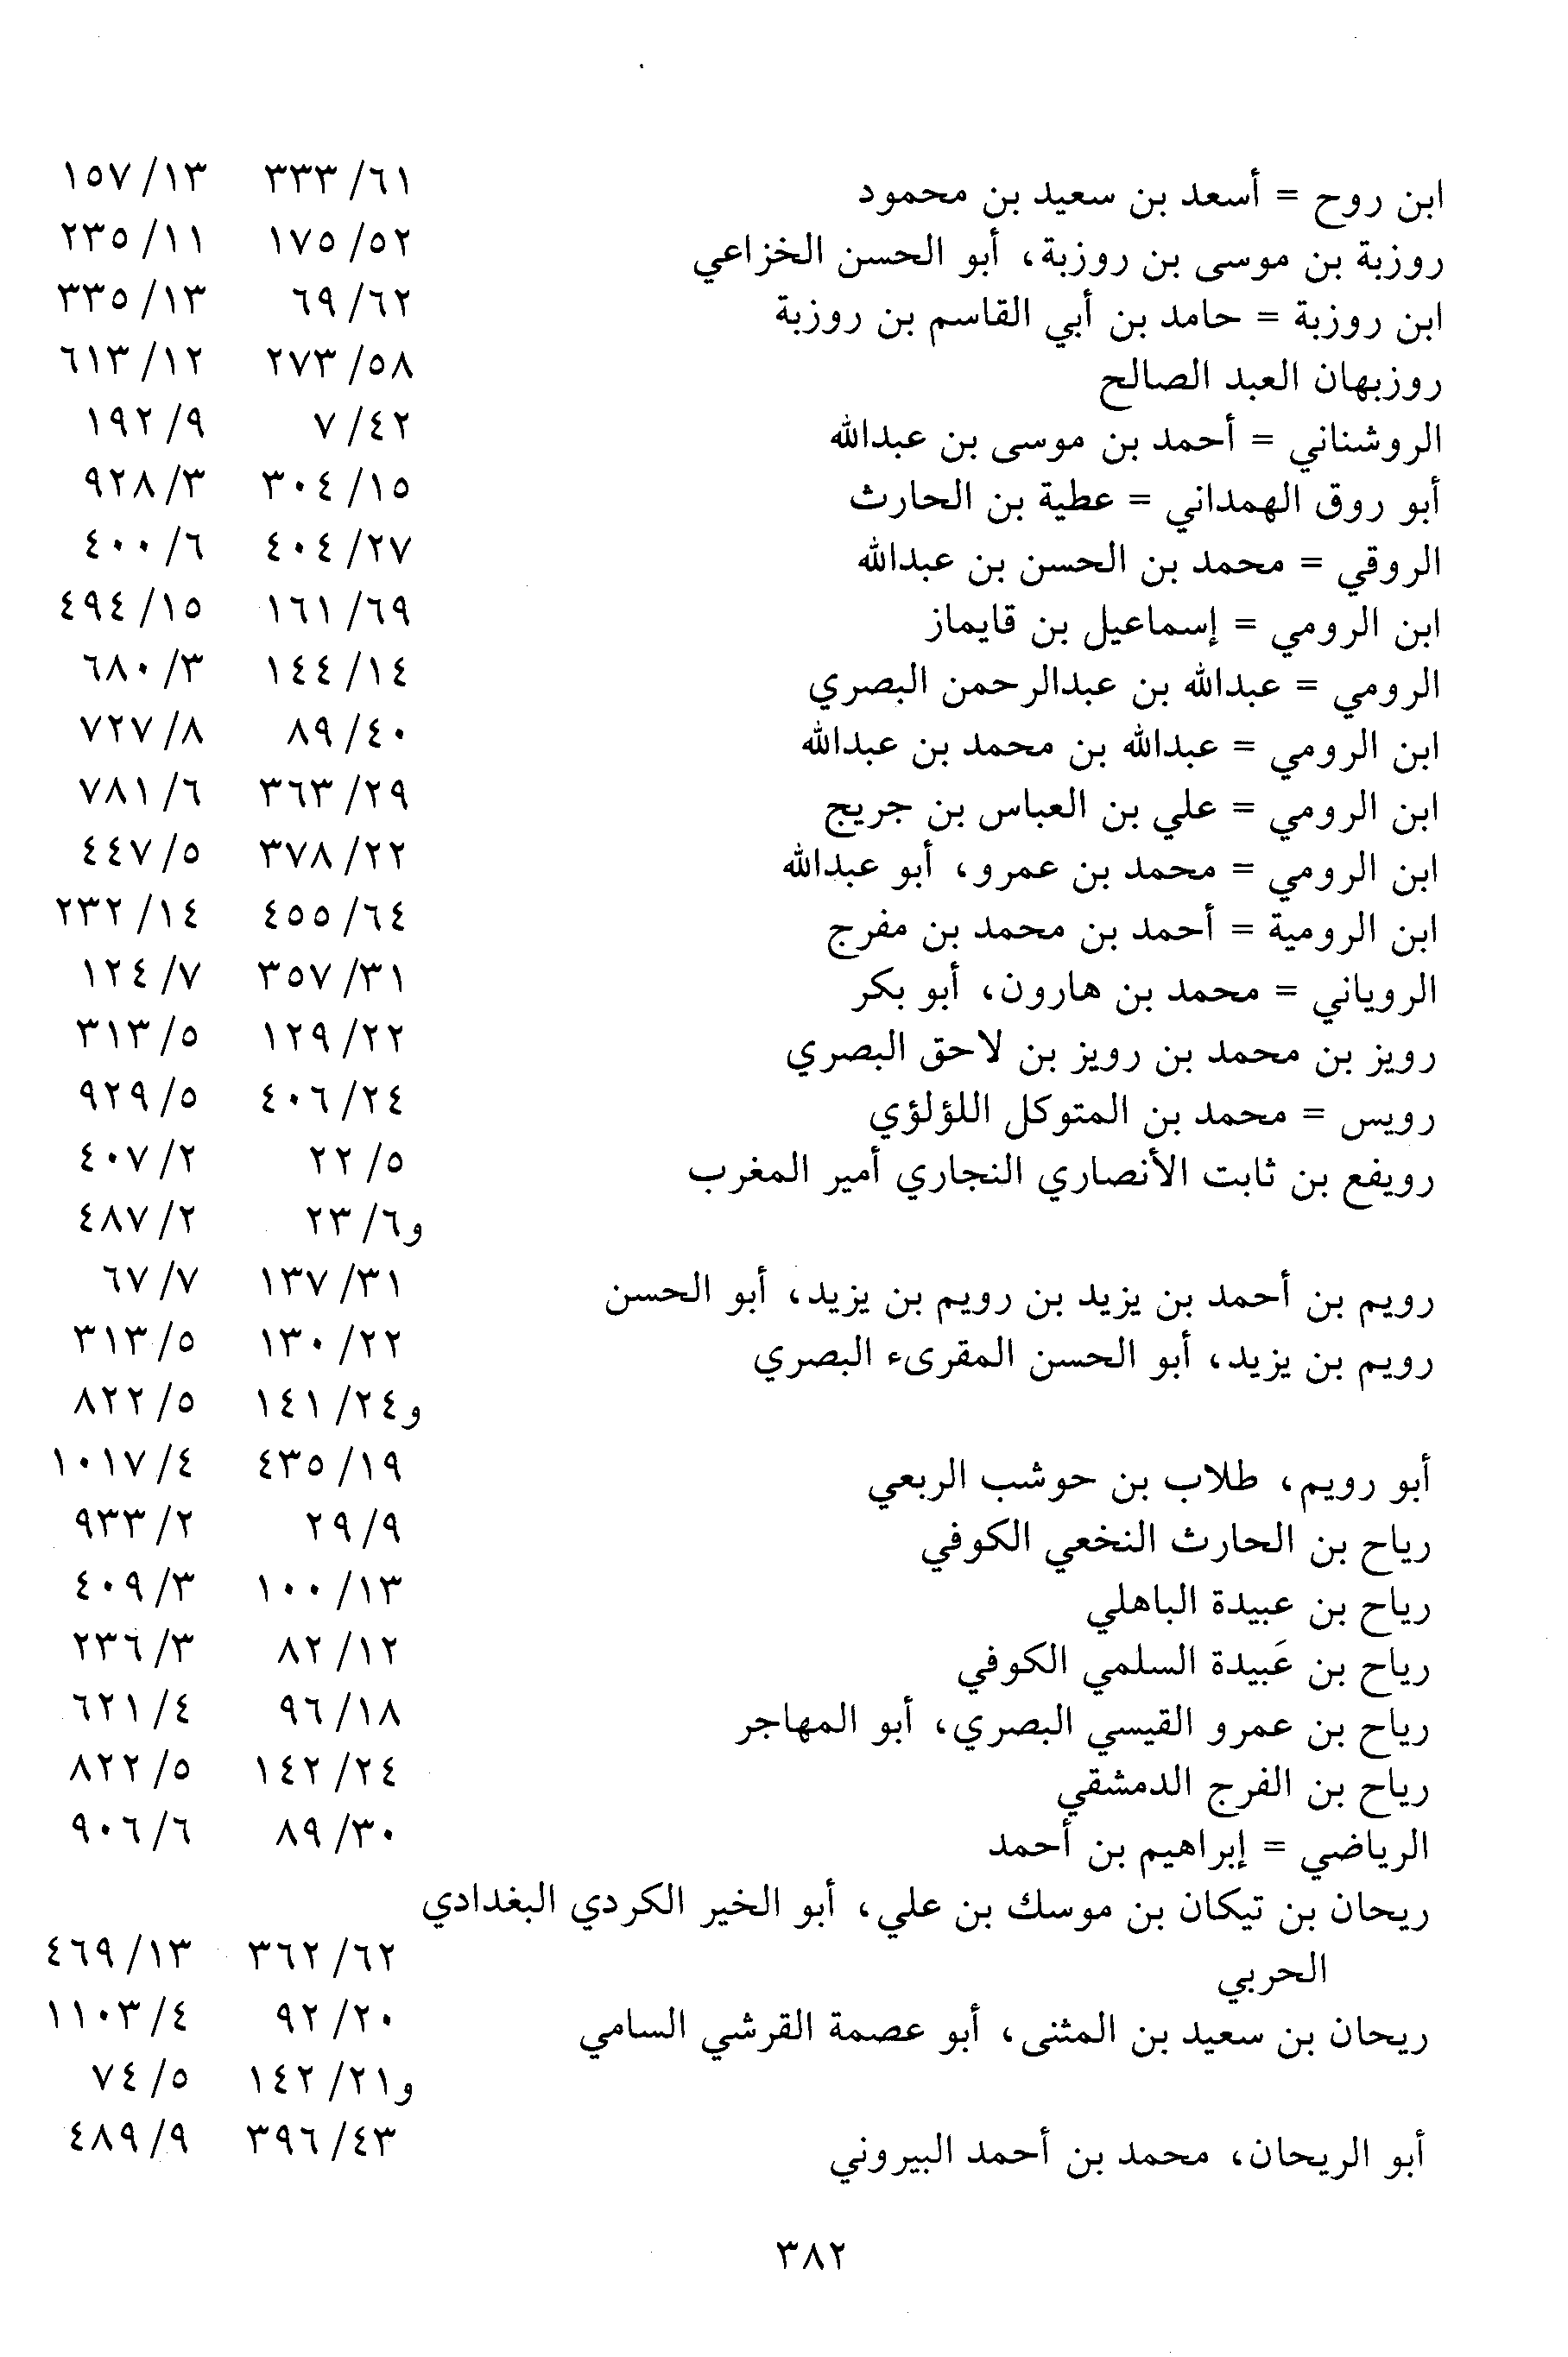 ابن روح = أسعد بن سعيد بن محمود ٦١/ ٣٣٣ ١٣/ ١٥٧
روزبة بن موسى بن روزبة، أبو الحسن الخزاعي ٥٢/ ١٧٥ ١١/ ٢٣٥
ابن روزبة = حامد بن أبي القاسم بن روزبة ٦٢/ ٦٩ ١٣/ ٣٣٥
روزبهان العبد الصالح ٥٨/ ٢٧٣ ١٢/ ٦١٣
الروشناني = أحمد بن موسى بن عبدالله ٤٢/ ٧ ٩/ ١٩٢
أبو روق الهمداني = عطية بن الحارث ١٥/ ٣٠٤ ٣/ ٩٢٨
الروقي = محمد بن الحسن بن عبدالله ٢٧/ ٤٠٤ ٦/ ٤٠٠
ابن الرومي = إسماعيل بن قايماز ٦٩/ ١٦١ ١٥/ ٤٩٤
الرومي = عبدالله بن عبدالرحمن البصري ١٤/ ١٤٤ ٣/ ٦٨٠
ابن الرومي = عبدالله بن محمد بن عبدالله ٤٠/ ٨٩ ٨/ ٧٢٧
ابن الرومي = علي بن العباس بن جريج ٢٩/ ٣٦٣ ٦/ ٧٨١
ابن الرومي = محمد بن عمرو، أبو عبدالله ٢٢/ ٣٧٨ ٥/ ٤٤٧
ابن الرومية = أحمد بن محمد بن مفرج ٦٤/ ٤٥٥ ١٤/ ٢٣٢
الروياني = محمد بن هارون، أبو بكر ٣١/ ٣٥٧ ٧/ ١٢٤
رويز بن محمد بن رويز بن لاحق البصري ٢٢/ ١٢٩ ٥/ ٣١٣
رويس = محمد بن المتوكل اللؤلؤي ٢٤/ ٤٠٦ ٥/ ٩٢٩
رويفع بن ثابت الأنصاري النجاري أمير المغرب ٥/ ٢٢ ٢/ ٤٠٧
و٦/ ٢٣ ٢/ ٤٨٧
رويم بن أحمد بن يزيد بن رويم بن يزيد، أبو الحسن ٣١/ ١٣٧ ٧/ ٦٧
رويم بن يزيد، أبو الحسن المقرىء البصري ٢٢/ ١٣٠ ٥/ ٣١٣
و٢٤/ ١٤١ ٥/ ٨٢٢
أبو رويم، طلاب بن حوشب الربعي ١٩/ ٤٣٥ ٤/ ١٠١٧
رياح بن الحارث النخعي الكوفي ٩/ ٢٩ ٢/ ٩٣٣
رياح بن عبيدة الباهلي ١٣/ ١٠٠ ٣/ ٤٠٩
رياح بن عَبيدة السلمي الكوفي ١٢/ ٨٢ ٣/ ٢٣٦
رياح بن عمرو القيسي البصري، أبو المهاجر ١٨/ ٩٦ ٤/ ٦٢١
رياح بن الفرج الدمشقي ٢٤/ ١٤٢ ٥/ ٨٢٢
الرياضي = إبراهيم بن أحمد ٣٠/ ٨٩ ٦/ ٩٠٦
ريحان بن تيكان بن موسك بن علي، أبو الخير الكردي البغدادي
الحربي ٦٢/ ٣٦٢ ١٣/ ٤٦٩
ريحان بن سعيد بن المثنى، أبو عصمة القرشي السامي ٢٠/ ٩٢ ٤/ ١١٠٣
و٢١/ ١٤٢ ٥/ ٧٤
أبو الريحان، محمد بن أحمد البيروني ٤٣/ ٣٩٦ ٩/ ٤٨٩
٣٨٢